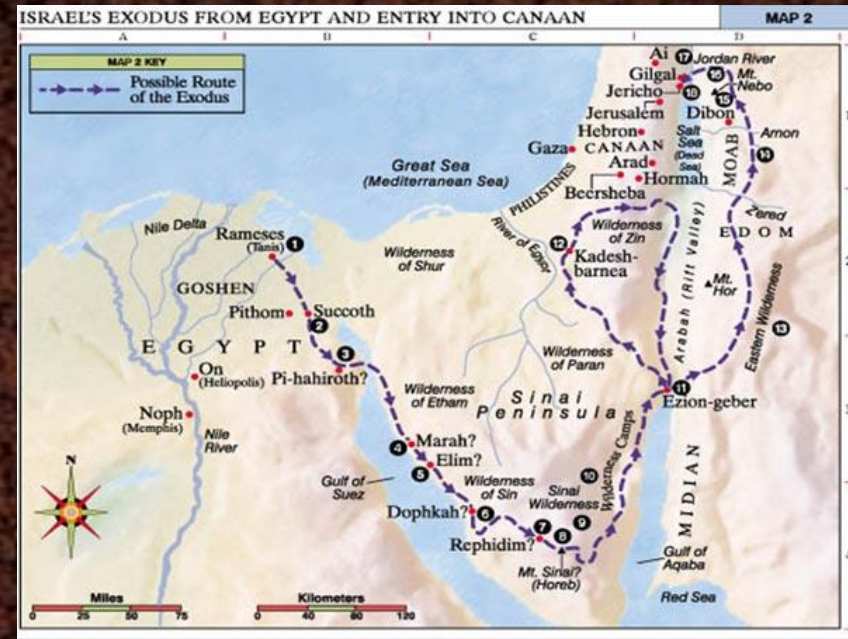 ISRAEL'S EXODUS FROM EGYPT AND ENTRY INTO CANAAN
MAP 2
A
B
C
D
MAP 2 KEY
Possible Route
of the Exodus
Ai
17
Jordan River
Gilgal
16
Mt.
Nebo
Jericho
18
15
Jerusalem
Dibon
Hebron
Salt
Sea
(Dead
Sea)
Arnon
Gaza
CANAAN
MOAB
14
Arad
Hormah
Beersheba
PHILISTINES
Great Sea
(Mediterranean Sea)
Zered
Nile Delta
Rameses
(Tanis)
1
Wilderness
of Shur
River of Egypt
12
Kadesh-
barnea
Wilderness
of Zin
EDOM
Arabah (Rift Valley)
Mt.
Hor
GOSHEN
Pithom
Succoth
2
Eastern Wilderness
13
EGYPT
3
Pi-hahiroth?
Wilderness
of Paran
On
(Heliopolis)
Wilderness
of Etham
Sinai
Peninsula
11
Ezion-geber
Noph
(Memphis)
Nile
River
4
Marah?
Elim?
5
Wilderness Camps
N
Gulf of
Suez
Wilderness
of Sin
10
Sinai
Wilderness
MIDIAN
Dophkah?
6
7
8
9
Rephidim?
Mt. Sinai?
(Horeb)
Gulf of
Aqaba
Red Sea
Miles
0
25
50
75
Kilometers
0
40
80
120